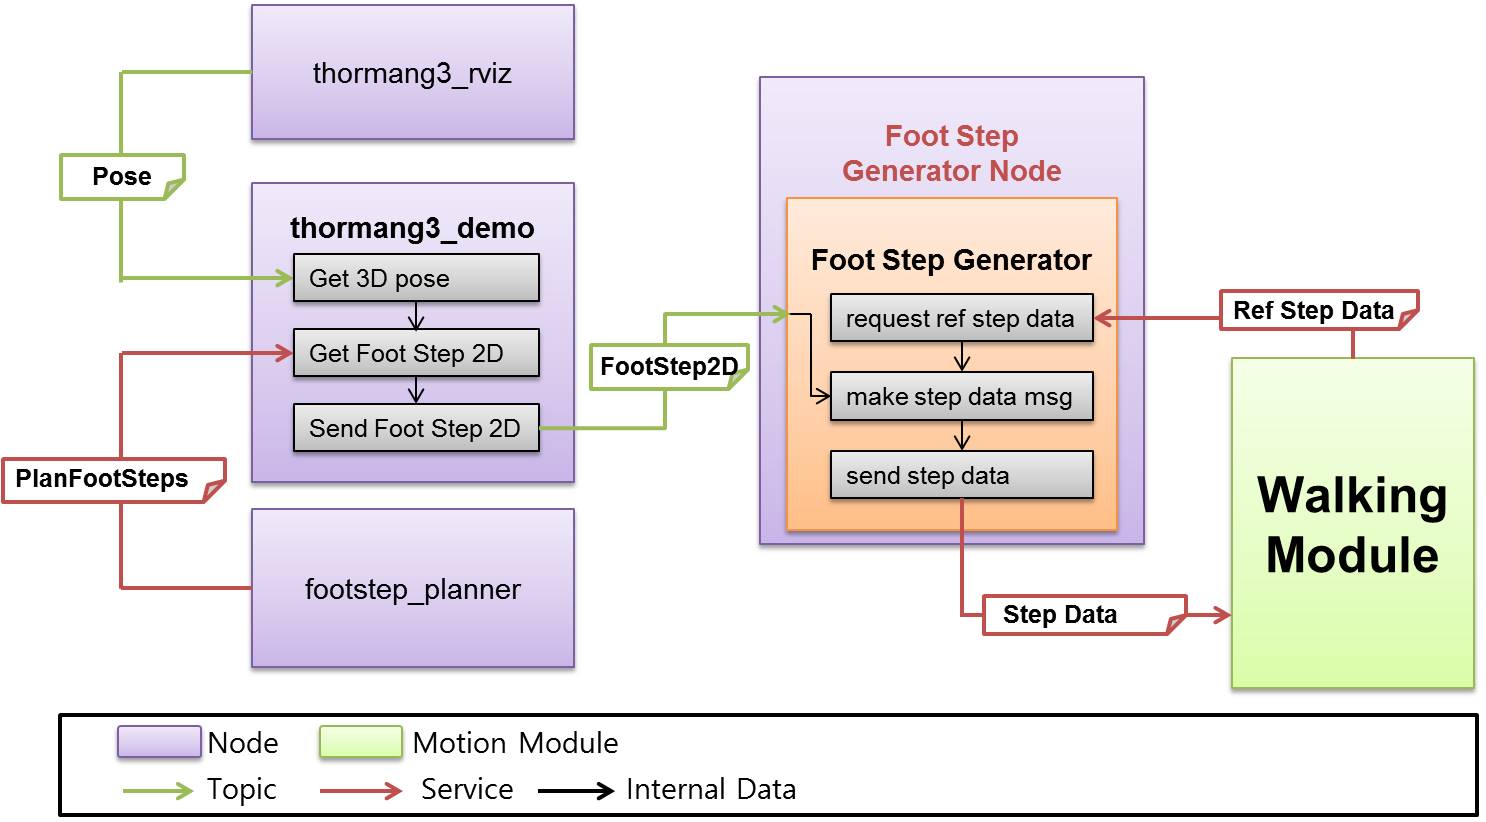 thormang3_rviz
Pose
thormang3_demo
Get 3D pose
Get Foot Step 2D
Send Foot Step 2D
PlanFootSteps
footstep_planner
FootStep2D
Foot Step
Generator Node
Foot Step Generator
request ref step data
make step data msg
send step data
Ref Step Data
Walking
Module
Step Data
Node
Motion Module
Topic
Service
Internal Data